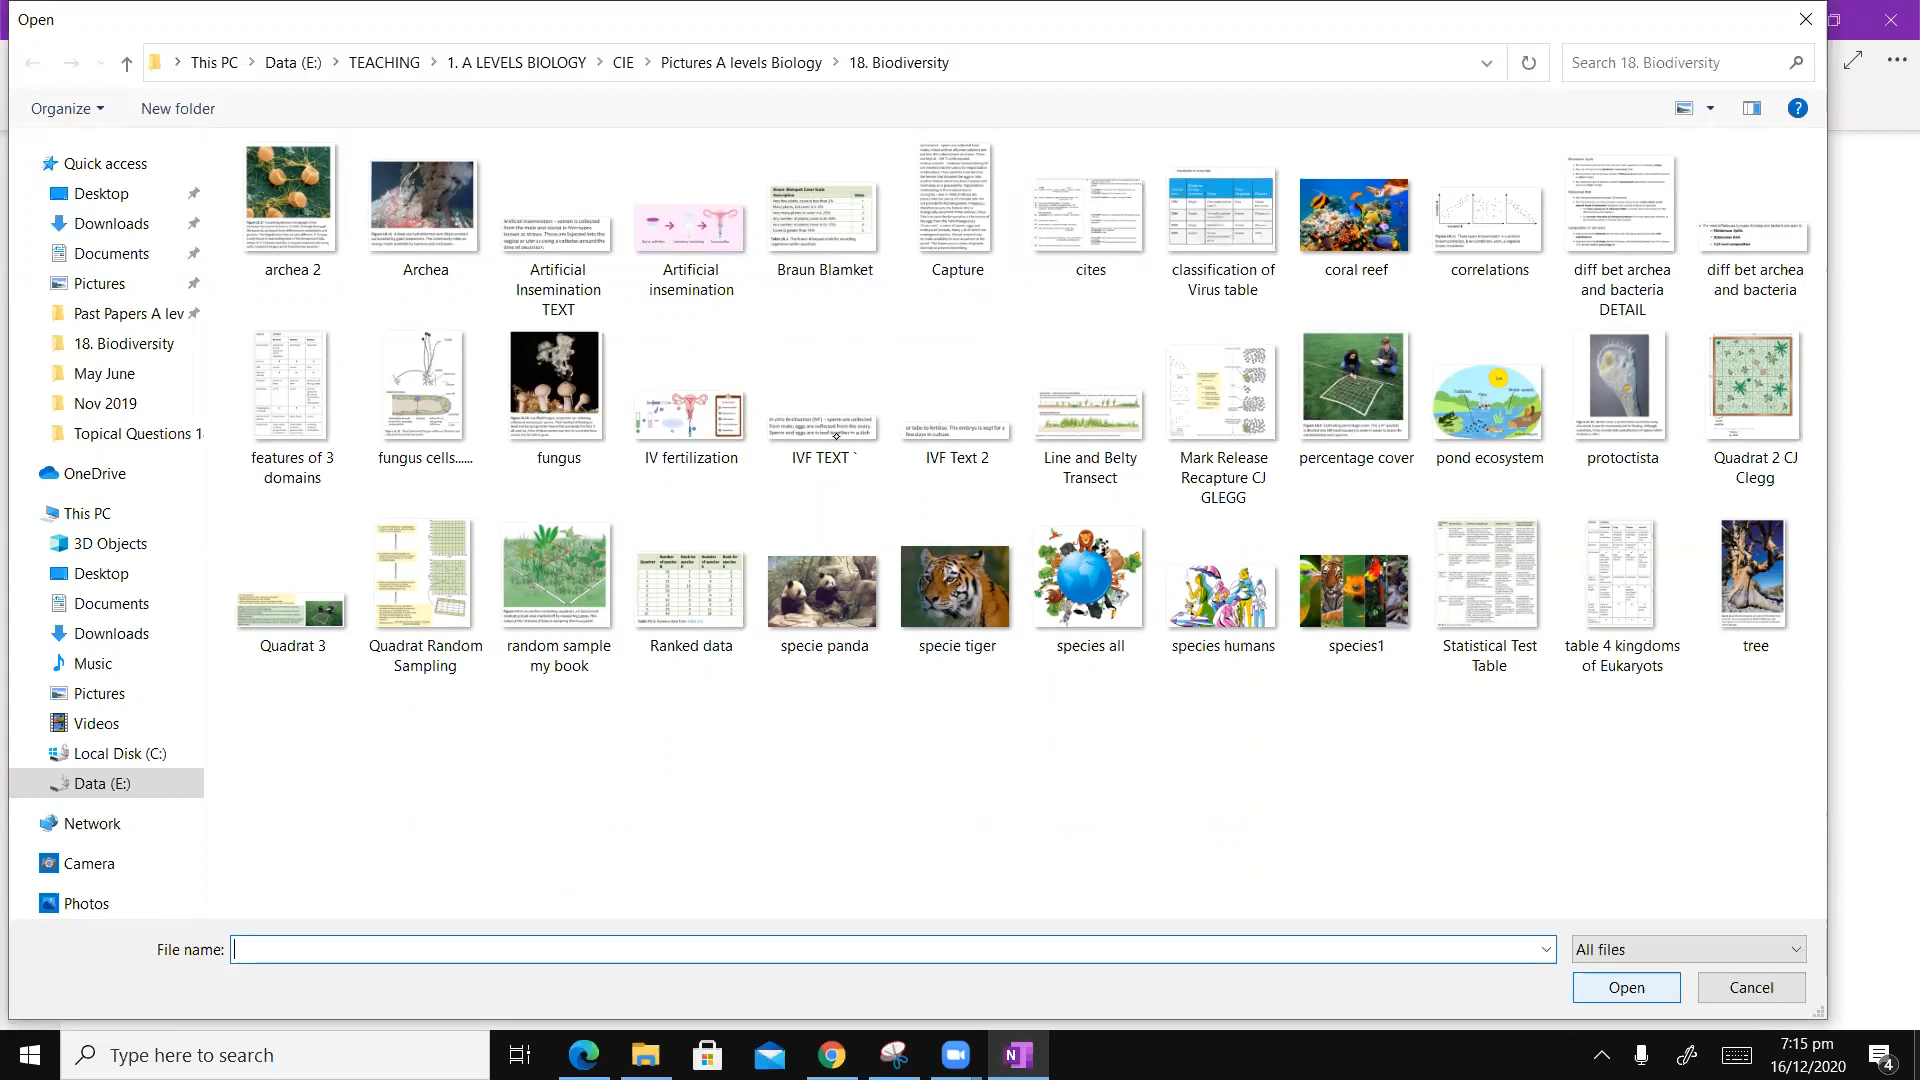 Open
This PC
Data (E:)
TEACHING
1. A LEVELS BIOLOGY
CIE
Pictures A levels Biology
18. Biodiversity
Search 18. Biodiversity
Organize
New folder
Quick access
Desktop
Downloads
Documents
Pictures
Past Papers A lev
18. Biodiversity
May June
Nov 2019
Topical Questions 1
OneDrive
This PC
3D Objects
Desktop
Documents
Downloads
Music
Pictures
Videos
Local Disk (C:)
Data (E:)
Network
Camera
Photos
archea 2
Archea
Artificial
Insemination
TEXT
Artificial
insemination
Braun Blamket
Capture
cites
classification of
Virus table
coral reef
correlations
diff bet archea
and bacteria
DETAIL
diff bet archea
and bacteria
features of 3
domains
fungus cells......
fungus
IV fertilization
IVF TEXT `
IVF Text 2
Line and Belty
Transect
Mark Release
Recapture CJ
GLEGG
percentage cover
pond ecosystem
protoctista
Quadrat 2 CJ
Clegg
Quadrat 3
Quadrat Random
Sampling
random sample
my book
Ranked data
specie panda
specie tiger
species all
species humans
species1
Statistical Test
Table
table 4 kingdoms
of Eukaryots
tree
File name:
All files
Open
Cancel
Type here to search
7:15 pm
16/12/2020
4